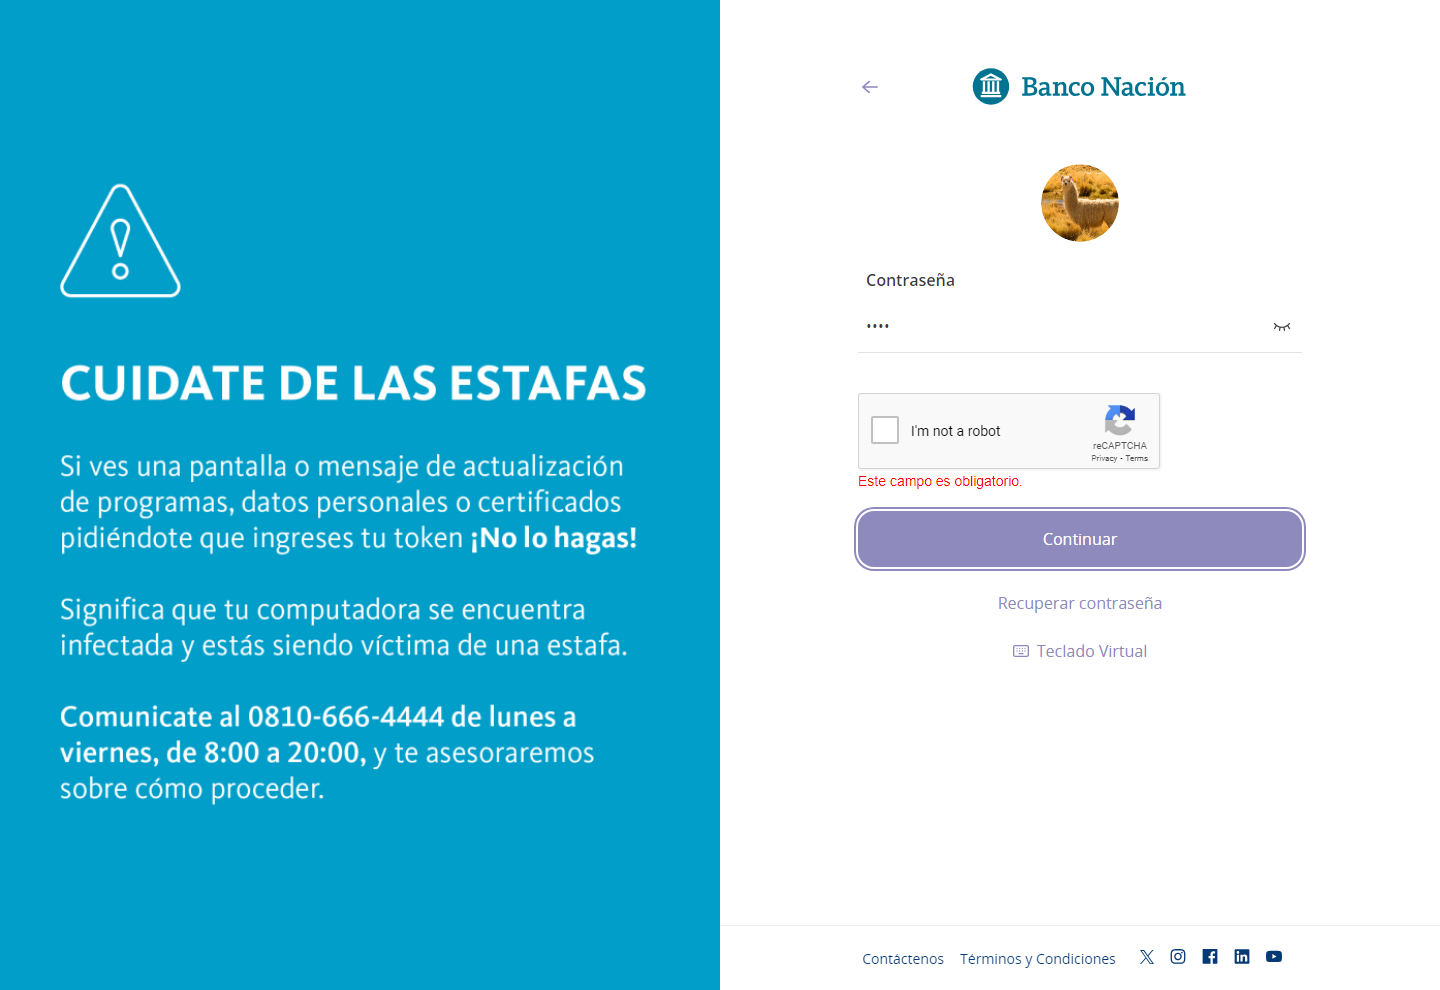 CUIDATE DE LAS ESTAFAS
Si ves una pantalla o mensaje de actualización
de programas, datos personales o certificados
pidiéndote que ingreses tu token ¡No lo hagas!
Significa que tu computadora se encuentra
infectada y estás siendo víctima de una estafa.
Comunicate al 0810-666-4444 de lunes a
viernes, de 8:00 a 20:00, y te asesoraremos
sobre cómo proceder.
Banco Nación
Contraseña
••••
I'm not a robot
reCAPTCHA
Privacy - Terms
Este campo es obligatorio.
Continuar
Recuperar contraseña
Teclado Virtual
Contáctenos Términos y Condiciones